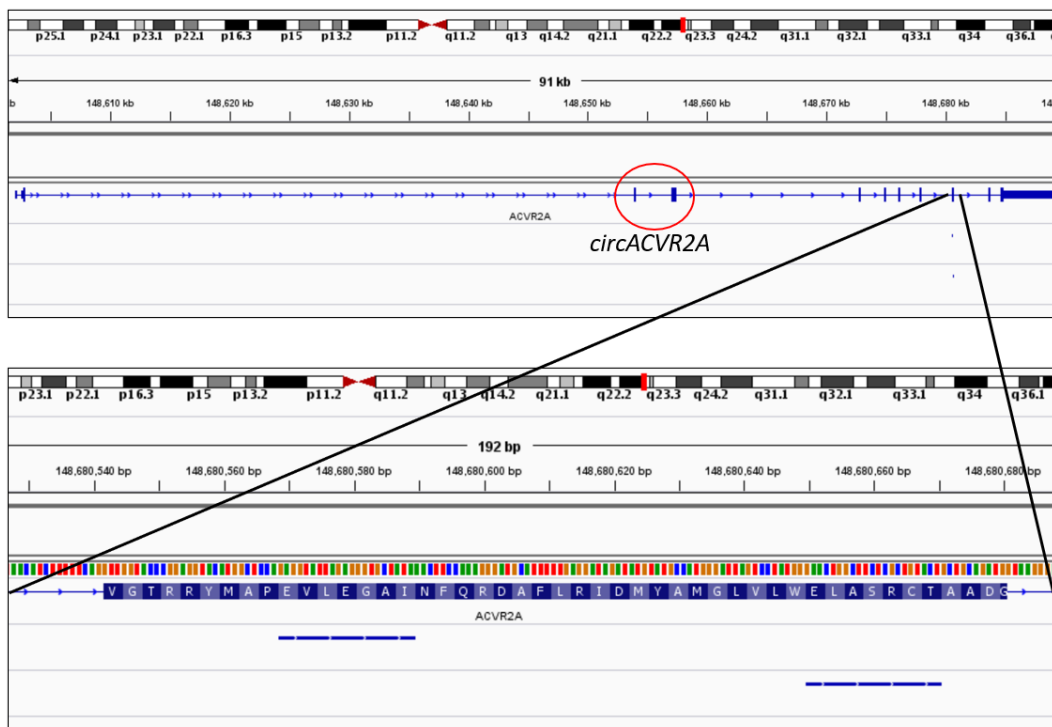 p25.1 p24.1 p23.1 p22.1 p16.3 p15 p13.2 p11.2 q11.2 q13 q14.2 q21.1 q22.2 q23.3 q24.2 q31.1 q32.1 q33.1 q34 q36.1
91 kb
b 148,610 kb 148,620 kb 148,630 kb 148,640 kb 148,650 kb 148,660 kb 148,670 kb 148,680 kb
ACVR2A
circACVR2A
p23.1 p22.1 p16.3 p15 p13.2 p11.2 q11.2 q13 q14.2 q21.1 q22.2 q23.3 q24.2 q31.1 q32.1 q33.1 q34 q36.1
192 bp
148,680,540 bp 148,680,560 bp 148,680,580 bp 148,680,600 bp 148,680,620 bp 148,680,640 bp 148,680,660 bp 148,680,680 bp
V G T R R Y M A P E V L E G A I N F Q R D A F L R I D M Y A M G L V L W E L A S R C T A A D G
ACVR2A